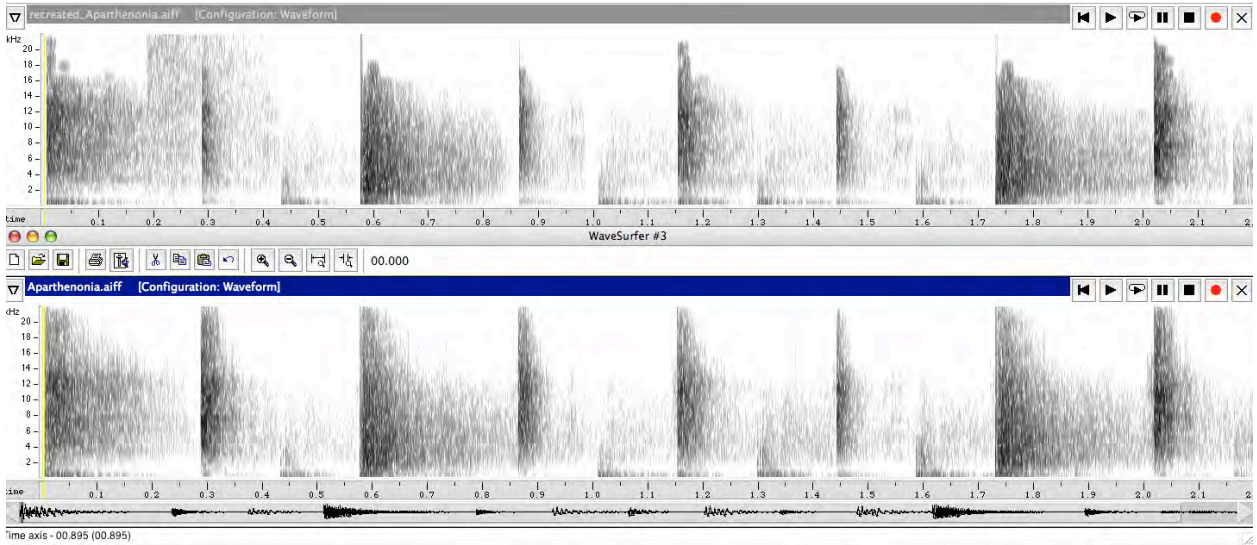 recreated_Aparthenonia.aiff [Configuration: Waveform]
kHz
20
18
16
14
12
10
8
6
4
2
time 0.1 0.2 0.3 0.4 0.5 0.6 0.7 0.8 0.9 1.0 1.1 1.2 1.3 1.4 1.5 1.6 1.7 1.8 1.9 2.0 2.1 2.
WaveSurfer #3
00.000
Aparthenonia.aiff [Configuration: Waveform]
kHz
20
18
16
14
12
10
8
6
4
2
time 0.1 0.2 0.3 0.4 0.5 0.6 0.7 0.8 0.9 1.0 1.1 1.2 1.3 1.4 1.5 1.6 1.7 1.8 1.9 2.0 2.1 2
Time axis - 00.895 (00.895)